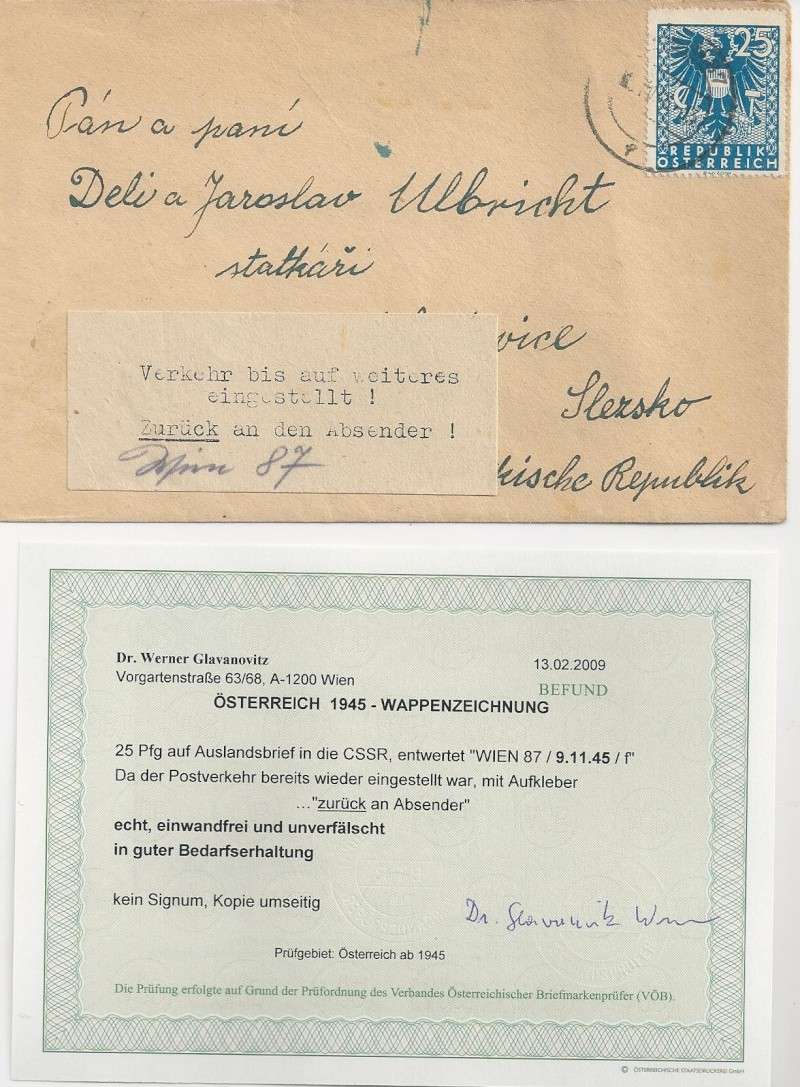 25
REPUBLIK
ÖSTERREICH
Pán a paní
Deli a Jaroslav Ulbricht
statkáři
vice
Slezsko
kische Republik
Verkehr bis auf weiteres
eingestellt !
Zurück an den Absender !
Wien 87
Dr. Werner Glavanovitz
Vorgartenstraße 63/68, A-1200 Wien
13.02.2009
BEFUND
ÖSTERREICH 1945 - WAPPENZEICHNUNG
25 Pfg auf Auslandsbrief in die CSSR, entwertet "WIEN 87 / 9.11.45 / f"
Da der Postverkehr bereits wieder eingestellt war, mit Aufkleber
..."zurück an Absender"
echt, einwandfrei und unverfälscht
in guter Bedarfserhaltung
kein Signum, Kopie umseitig
Prüfgebiet: Österreich ab 1945
Die Prüfung erfolgte auf Grund der Prüfordnung des Verbandes Österreichischer Briefmarkenprüfer (VÖB).
© ÖSTERREICHISCHE STAATSDRUCKEREI GmbH